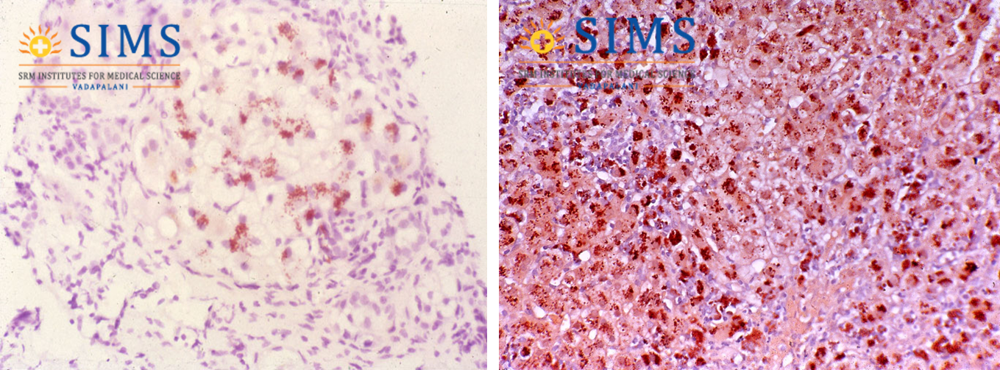 SIMS
SRM INSTITUTES FOR MEDICAL SCIENCE
VADAPALANI
SIMS
SRM INSTITUTES FOR MEDICAL SCIENCE
VADAPALANI